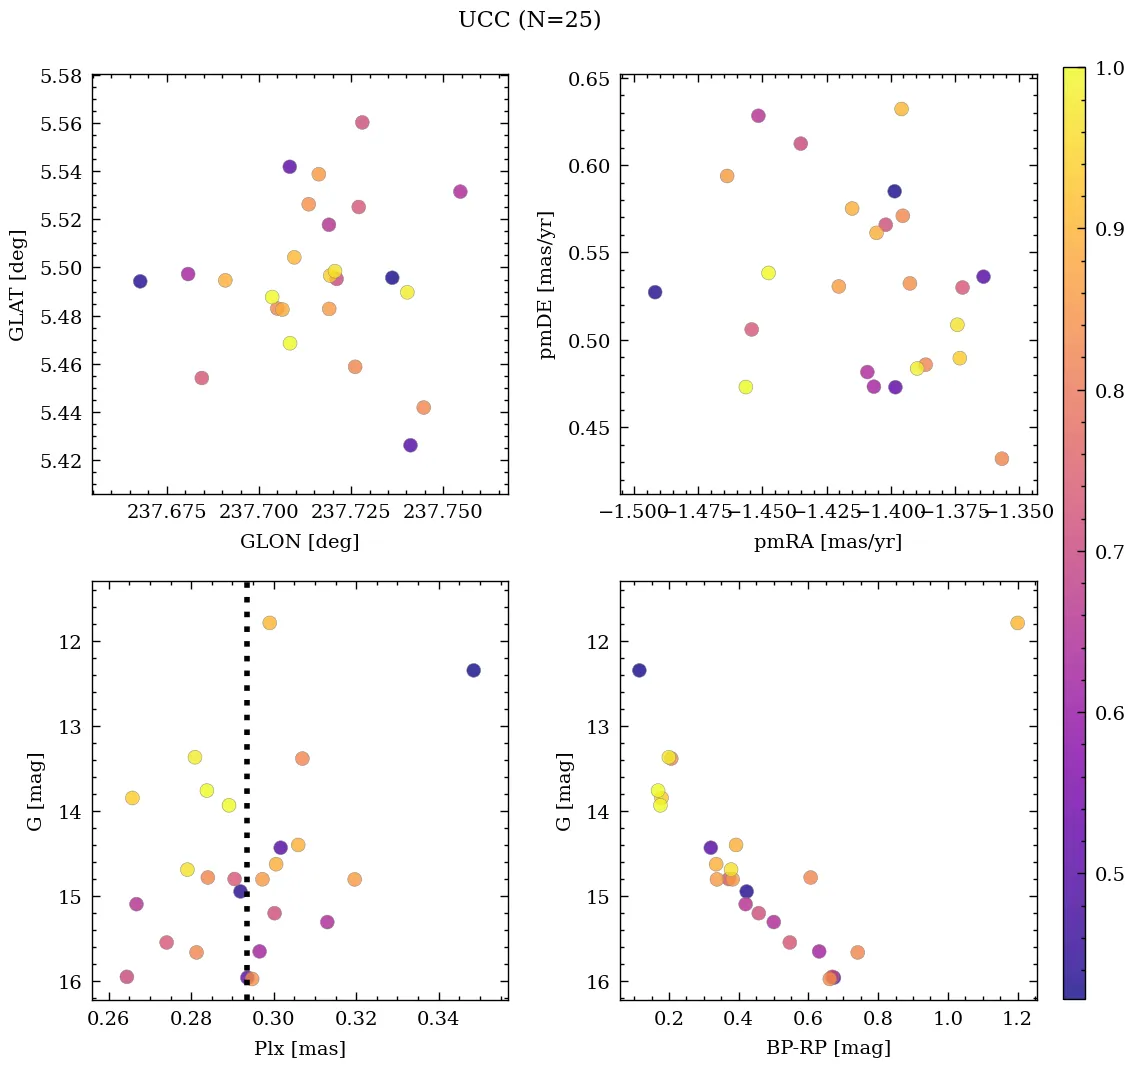 UCC (N=25)
5.58
5.56
5.54
5.52
5.50
5.48
5.46
5.44
5.42
GLAT [deg]
237.675 237.700 237.725 237.750
GLON [deg]
0.65
0.60
0.55
0.50
0.45
pmDE [mas/yr]
−1.500 −1.475 −1.450 −1.425 −1.400 −1.375 −1.350
pmRA [mas/yr]
1.0
0.9
0.8
0.7
0.6
0.5
12
13
14
15
16
G [mag]
0.26 0.28 0.30 0.32 0.34
Plx [mas]
12
13
14
15
16
G [mag]
0.2 0.4 0.6 0.8 1.0 1.2
BP-RP [mag]